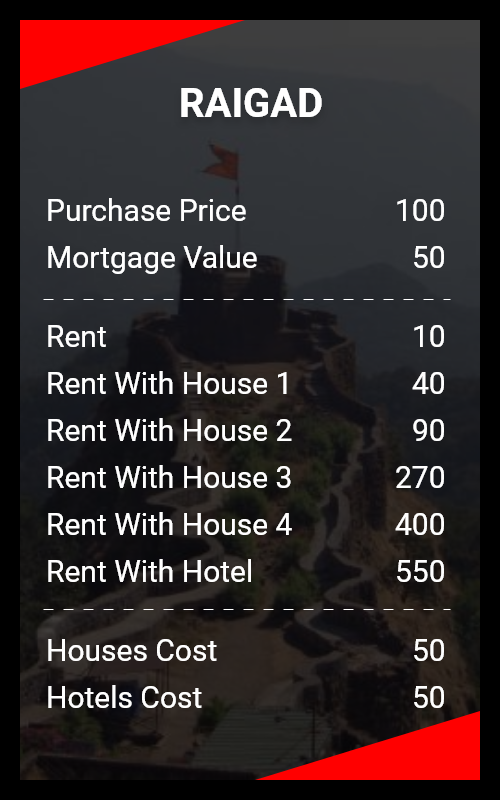 RAIGAD
Purchase Price 100
Mortgage Value 50
Rent 10
Rent With House 1 40
Rent With House 2 90
Rent With House 3 270
Rent With House 4 400
Rent With Hotel 550
Houses Cost 50
Hotels Cost 50